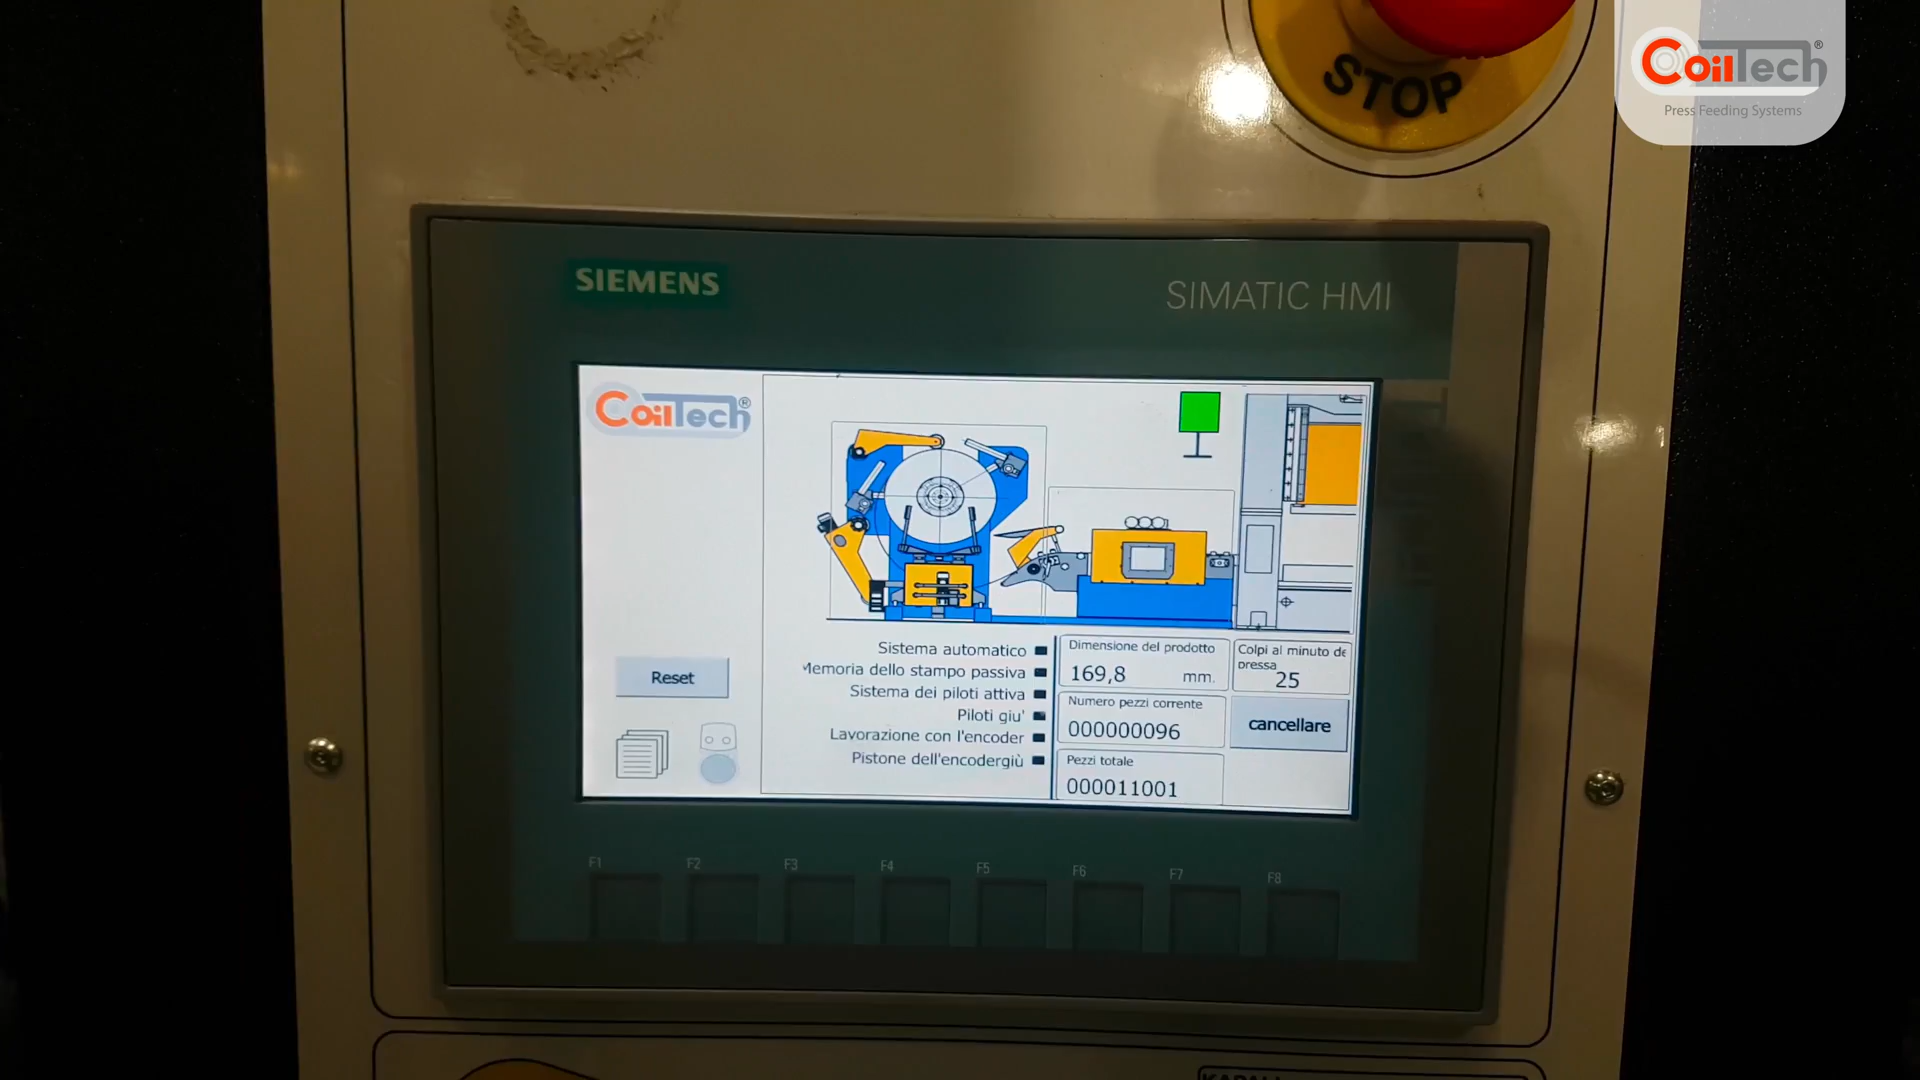 STOP
CoilTech®
Press Feeding Systems
SIEMENS
SIMATIC HMI
CoilTech®
Sistema automatico
Memoria dello stampo passiva
Sistema dei piloti attiva
Piloti giu'
Lavorazione con l'encoder
Pistone dell'encodergiù
Dimensione del prodotto
169,8 mm.
Numero pezzi corrente
000000096
Pezzi totale
000011001
Colpi al minuto de
pressa
25
cancellare
Reset
F1 F2 F3 F4 F5 F6 F7 F8